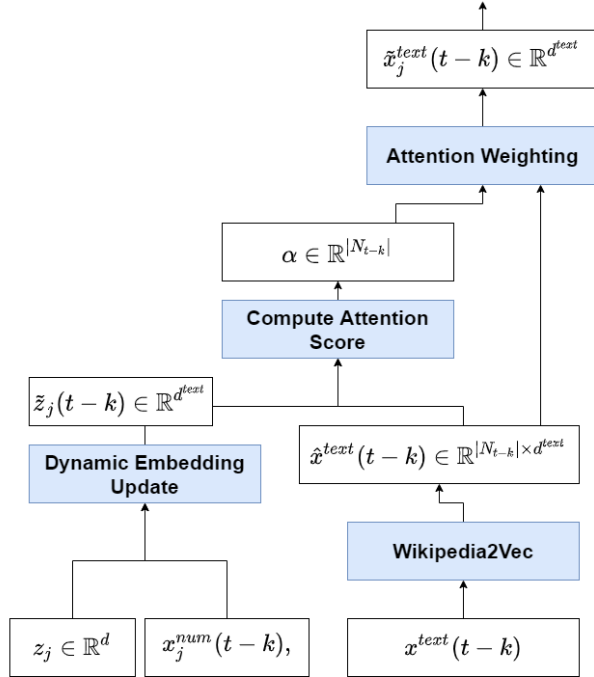 x̃_j^{text}(t − k) ∈ ℝ^{d^{text}}
Attention Weighting
α ∈ ℝ^{|N_{t−k}|}
Compute Attention
Score
z̃_j(t − k) ∈ ℝ^{d^{text}}
x̂^{text}(t − k) ∈ ℝ^{|N_{t−k}|×d^{text}}
Dynamic Embedding
Update
Wikipedia2Vec
z_j ∈ ℝ^d
x_j^{num}(t − k),
x^{text}(t − k)